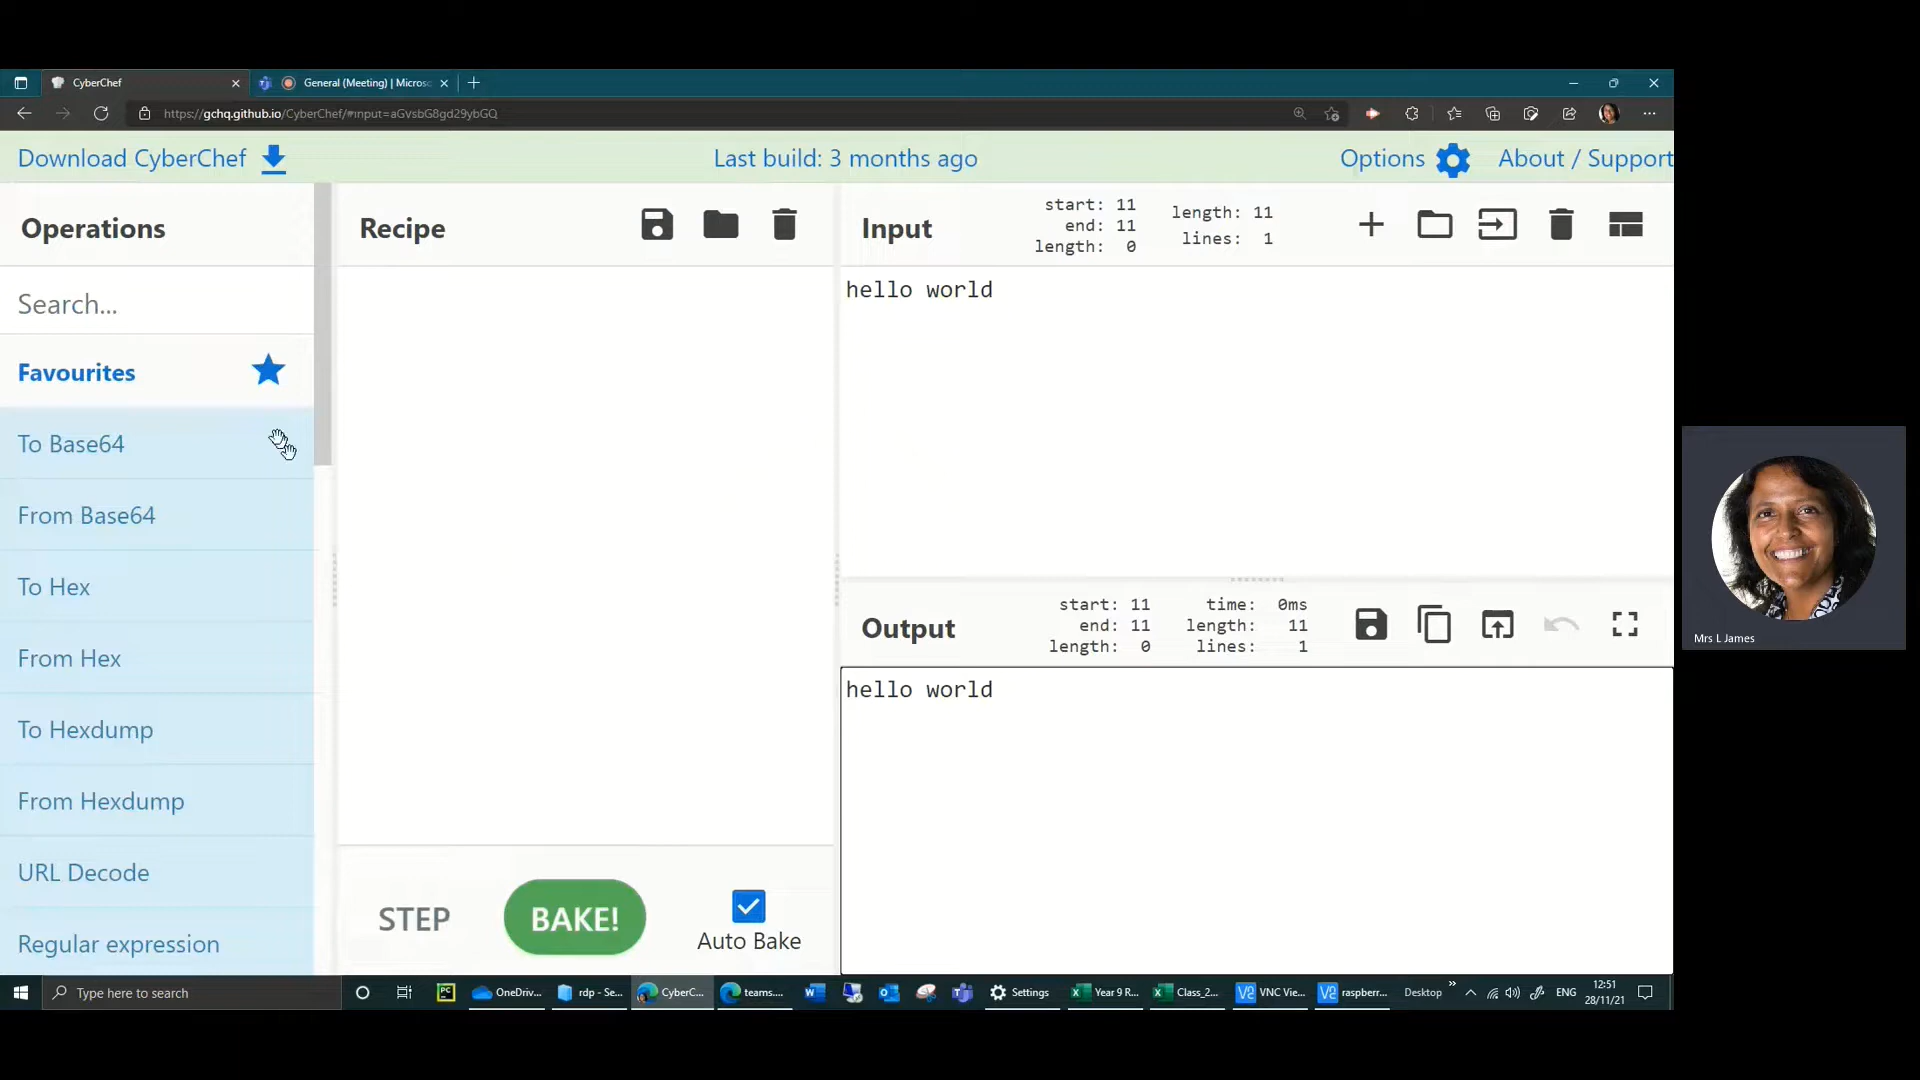 CyberChef
General (Meeting) | Microso
https://gchq.github.io/CyberChef/#input=aGVsbG8gd29ybGQ
Download CyberChef
Last build: 3 months ago
Options
About / Support
Operations
Search...
Favourites
To Base64
From Base64
To Hex
From Hex
To Hexdump
From Hexdump
URL Decode
Regular expression
Recipe
STEP
BAKE!
Auto Bake
Input
start: 11
end: 11
length: 0
length: 11
lines: 1
hello world
Output
start: 11
end: 11
length: 0
time: 0ms
length: 11
lines: 1
hello world
Mrs L James
Type here to search
PC
OneDriv...
rdp - Se...
CyberC...
teams....
Settings
Year 9 R...
Class_2...
VNC Vie...
raspberr...
Desktop
ENG
12:51
28/11/21